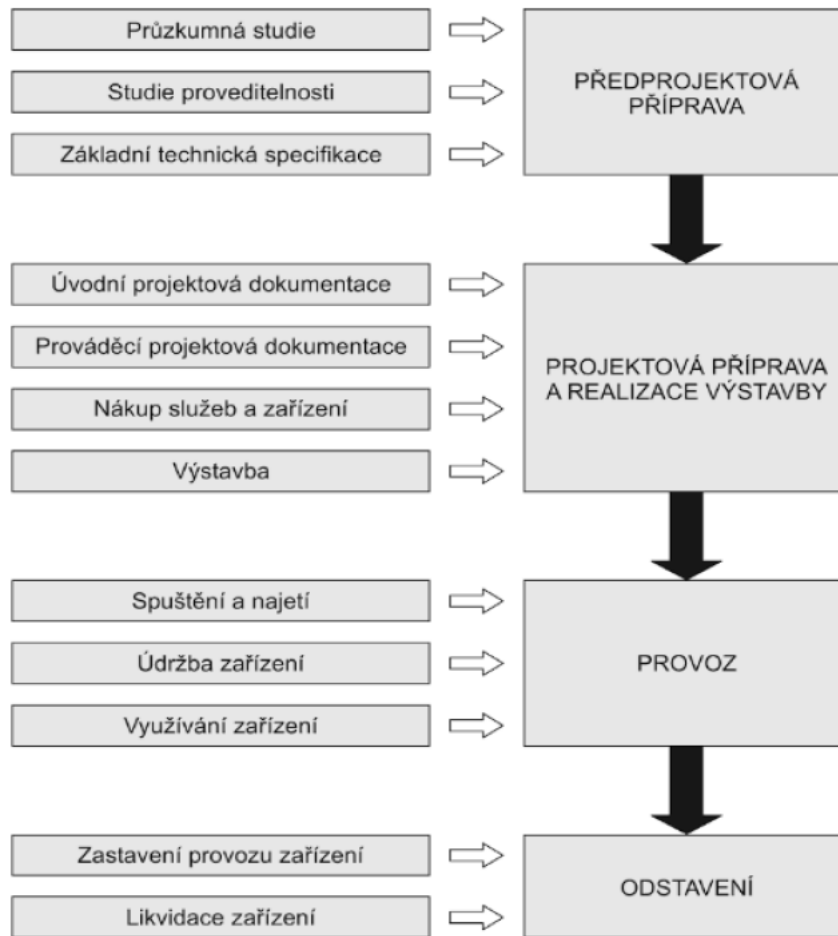 Průzkumná studie
Studie proveditelnosti
Základní technická specifikace
PŘEDPROJEKTOVÁ
PŘÍPRAVA
Úvodní projektová dokumentace
Prováděcí projektová dokumentace
Nákup služeb a zařízení
Výstavba
PROJEKTOVÁ PŘÍPRAVA
A REALIZACE VÝSTAVBY
Spuštění a najetí
Údržba zařízení
Využívání zařízení
PROVOZ
Zastavení provozu zařízení
Likvidace zařízení
ODSTAVENÍ